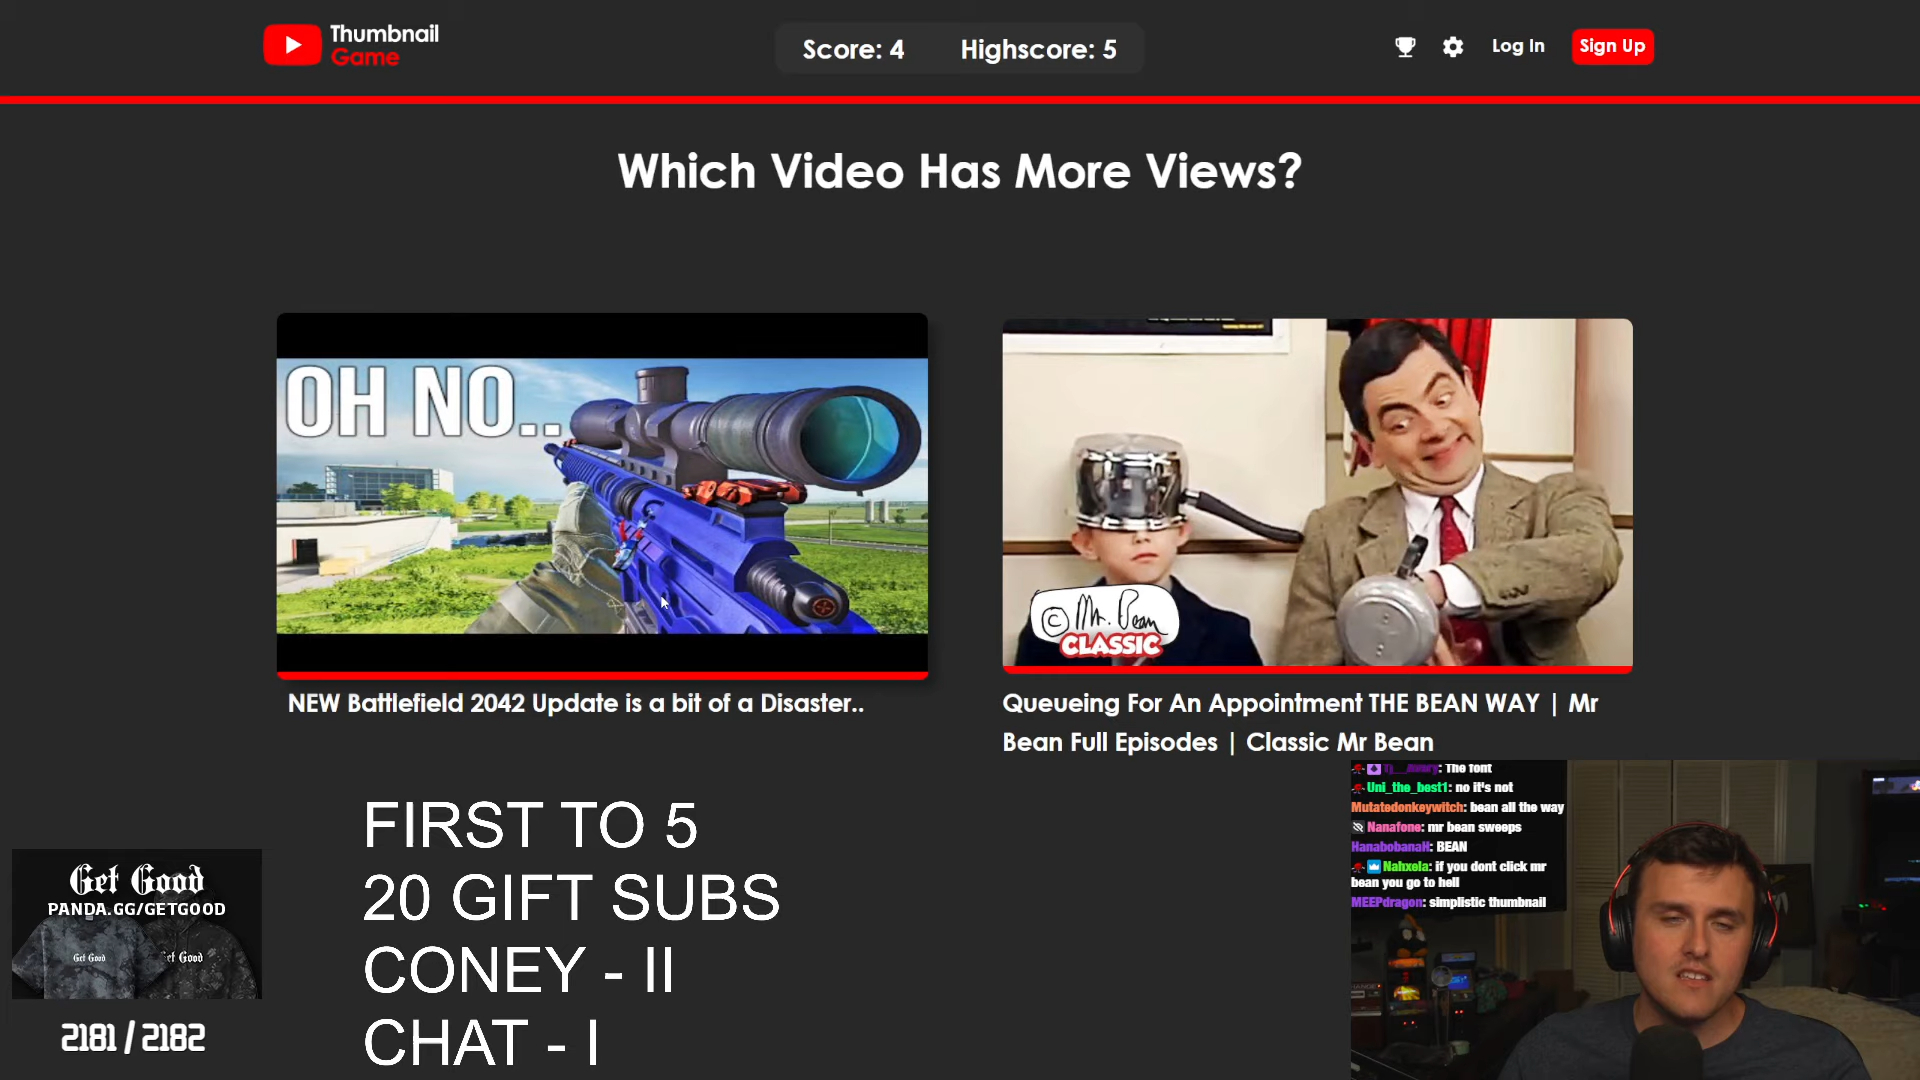 Thumbnail
Game
Score: 4
Highscore: 5
Log In
Sign Up
Which Video Has More Views?
OH NO..
© Mr. Bean
CLASSIC
NEW Battlefield 2042 Update is a bit of a Disaster..
Queueing For An Appointment THE BEAN WAY | Mr
Bean Full Episodes | Classic Mr Bean
FIRST TO 5
20 GIFT SUBS
CONEY - II
CHAT - I
Get Good
PANDA.GG/GETGOOD
Get Good
Get Good
2181 / 2182
: The font
Uni_the_best1: no it's not
Mutatedonkeywitch: bean all the way
Nanafone: mr bean sweeps
HanabobanaH: BEAN
Nahxela: if you dont click mr
bean you go to hell
MEEPdragon: simplistic thumbnail